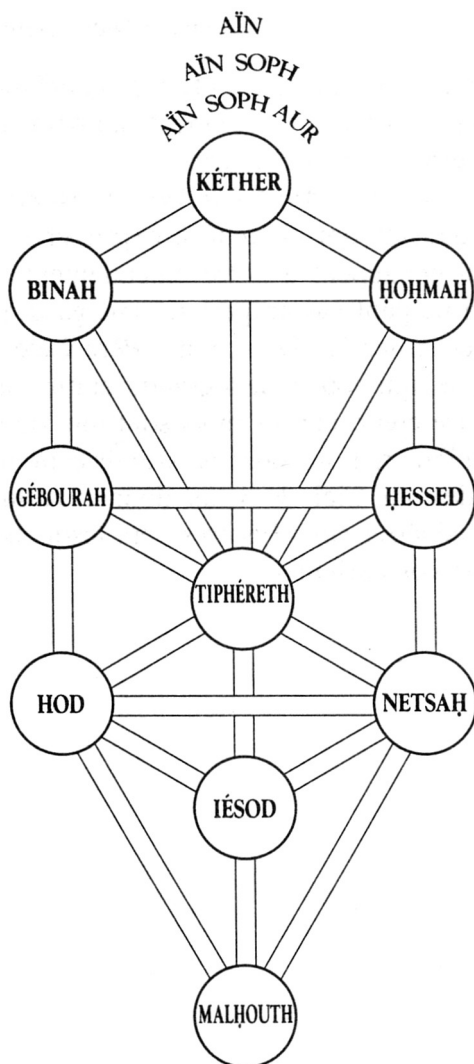 AÏN
AÏN SOPH
AÏN SOPH AUR
KÉTHER
BINAH
ḤOḤMAH
GÉBOURAH
ḤESSED
TIPHÉRETH
HOD
NETSAḤ
IÉSOD
MALḤOUTH